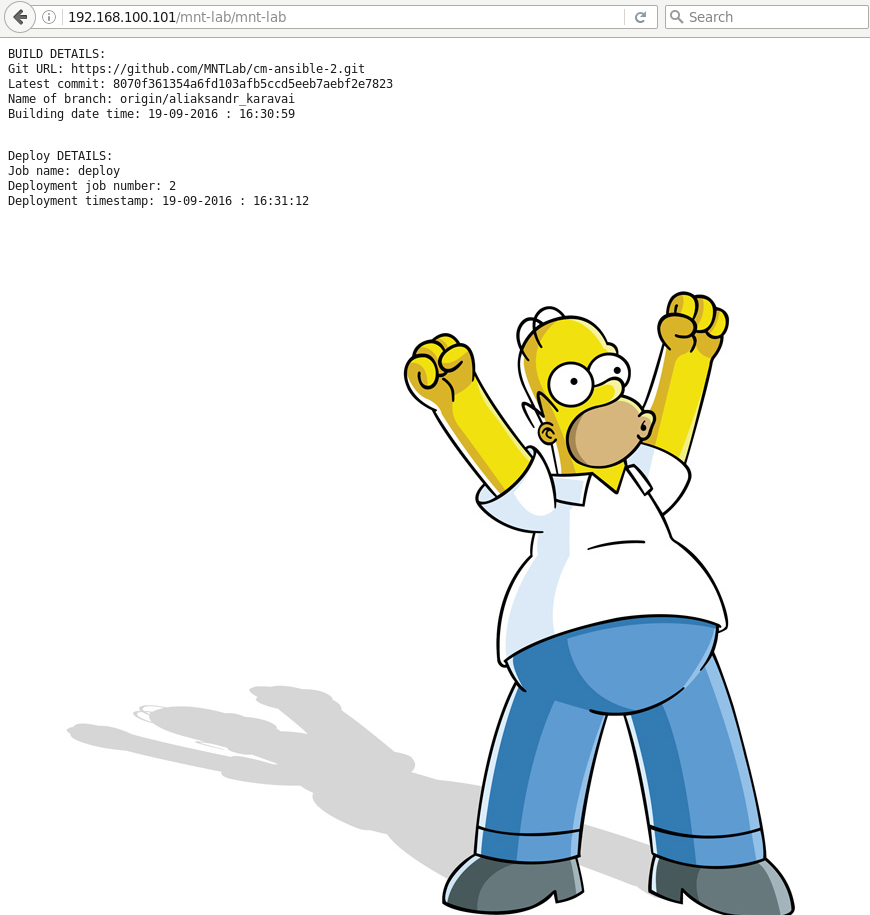 192.168.100.101/mnt-lab/mnt-lab
Search
BUILD DETAILS:
Git URL: https://github.com/MNTLab/cm-ansible-2.git
Latest commit: 8070f361354a6fd103afb5ccd5eeb7aebf2e7823
Name of branch: origin/aliaksandr_karavai
Building date time: 19-09-2016 : 16:30:59
Deploy DETAILS:
Job name: deploy
Deployment job number: 2
Deployment timestamp: 19-09-2016 : 16:31:12